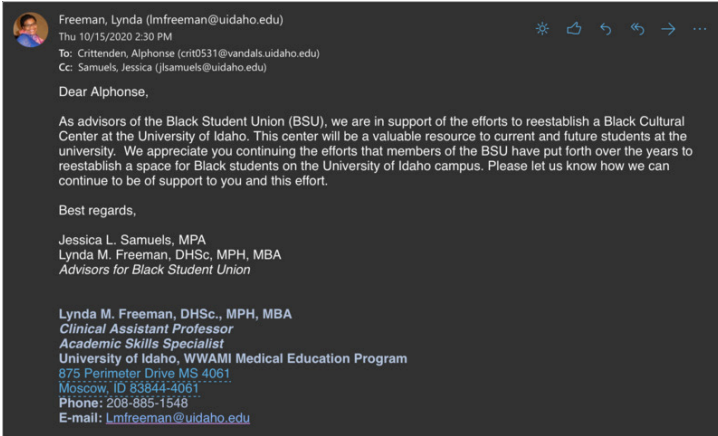 Freeman, Lynda (lmfreeman@uidaho.edu)
Thu 10/15/2020 2:30 PM
To: Crittenden, Alphonse (crit0531@vandals.uidaho.edu)
Cc: Samuels, Jessica (jlsamuels@uidaho.edu)
Dear Alphonse,
As advisors of the Black Student Union (BSU), we are in support of the efforts to reestablish a Black Cultural
Center at the University of Idaho. This center will be a valuable resource to current and future students at the
university.  We appreciate you continuing the efforts that members of the BSU have put forth over the years to
reestablish a space for Black students on the University of Idaho campus. Please let us know how we can
continue to be of support to you and this effort.
Best regards,
Jessica L. Samuels, MPA
Lynda M. Freeman, DHSc, MPH, MBA
Advisors for Black Student Union
Lynda M. Freeman, DHSc., MPH, MBA
Clinical Assistant Professor
Academic Skills Specialist
University of Idaho, WWAMI Medical Education Program
875 Perimeter Drive MS 4061
Moscow, ID 83844-4061
Phone: 208-885-1548
E-mail: Lmfreeman@uidaho.edu